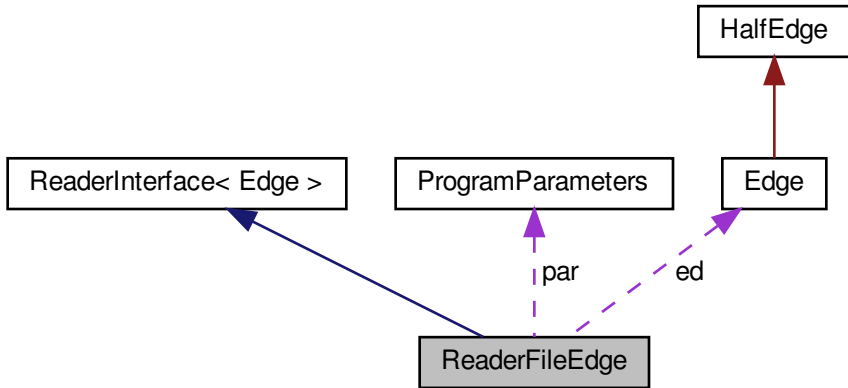 HalfEdge
ReaderInterface< Edge >
ProgramParameters
Edge
par
ed
ReaderFileEdge